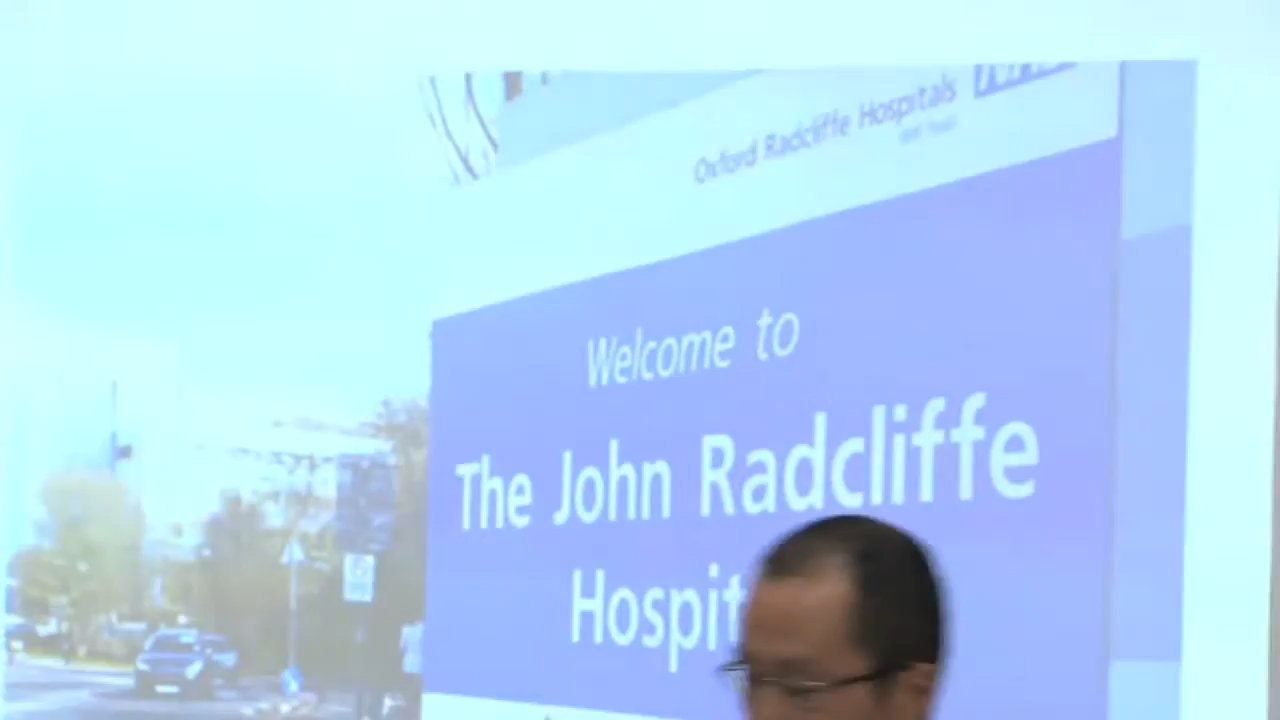 Oxford Radcliffe Hospitals
Welcome to
The John Radcliffe
Hospit